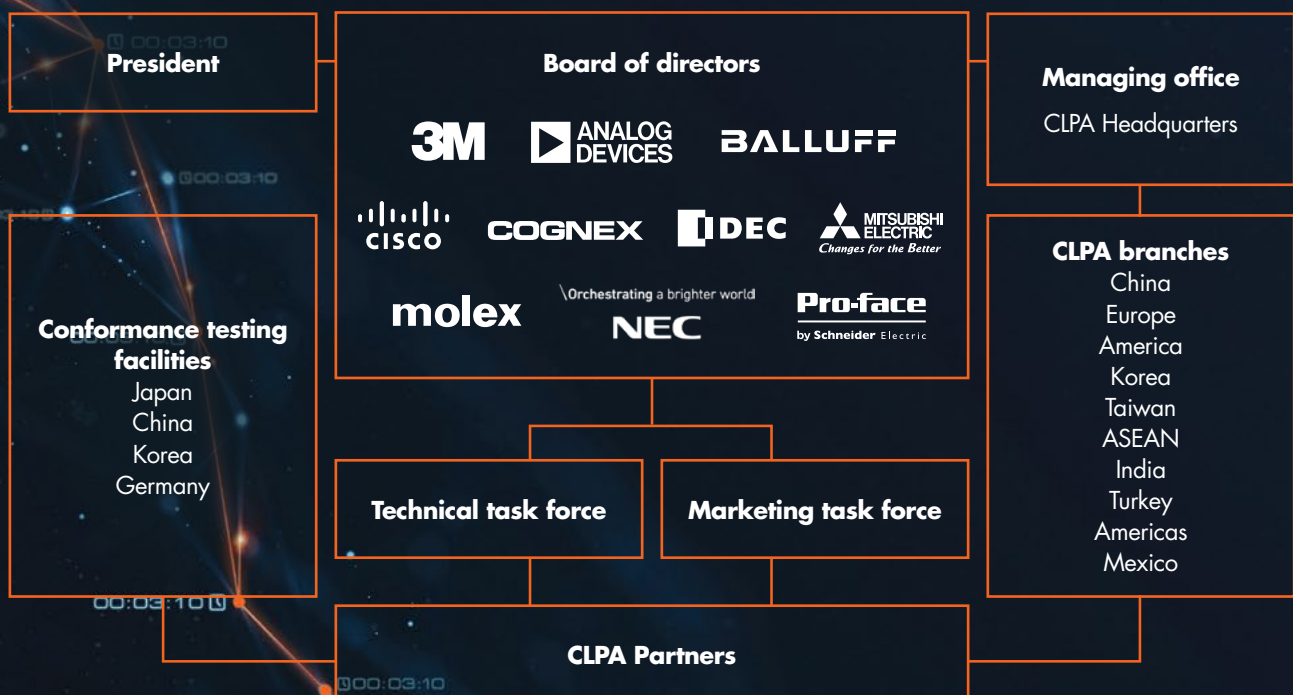 00:03:10
President
Board of directors
Managing office
CLPA Headquarters
3M
ANALOG
DEVICES
BALLUFF
00:03:10
CISCO
COGNEX
IDEC
MITSUBISHI
ELECTRIC
Changes for the Better
CLPA branches
China
Europe
America
Korea
Taiwan
ASEAN
India
Turkey
Americas
Mexico
molex
\Orchestrating a brighter world
NEC
Pro-face
by Schneider Electric
Conformance testing
facilities
Japan
China
Korea
Germany
Technical task force
Marketing task force
00:03:10
CLPA Partners
00:03:10